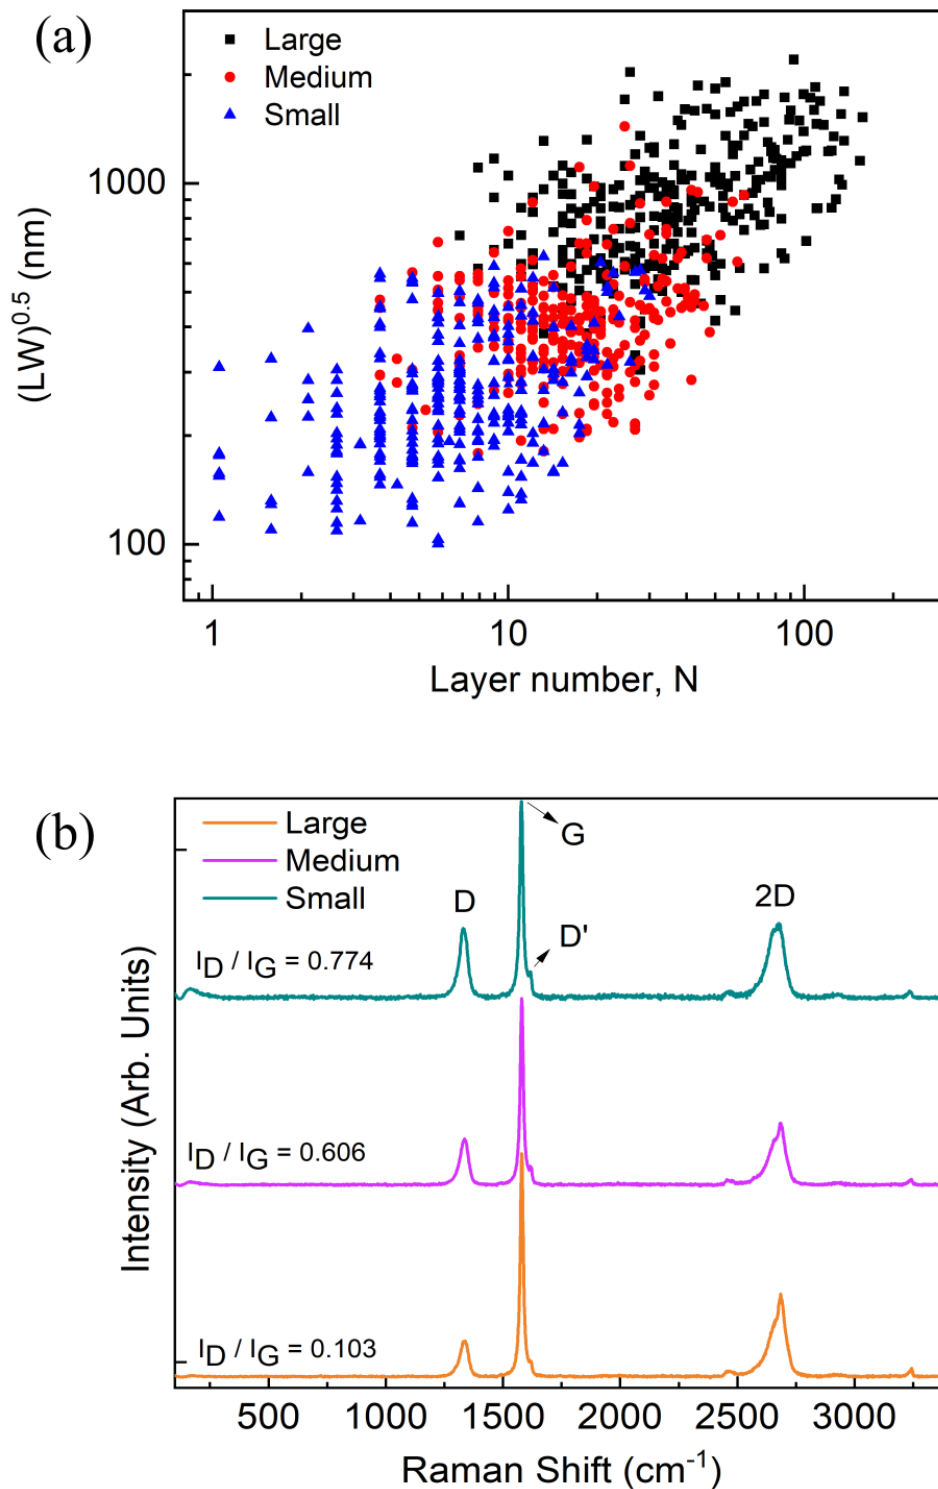 (a)
Large
Medium
Small
1000
100
(LW)^0.5 (nm)
1 10 100
Layer number, N
(b)
Large
Medium
Small
G
D
D'
2D
I_D / I_G = 0.774
I_D / I_G = 0.606
I_D / I_G = 0.103
Intensity (Arb. Units)
500 1000 1500 2000 2500 3000
Raman Shift (cm^-1)